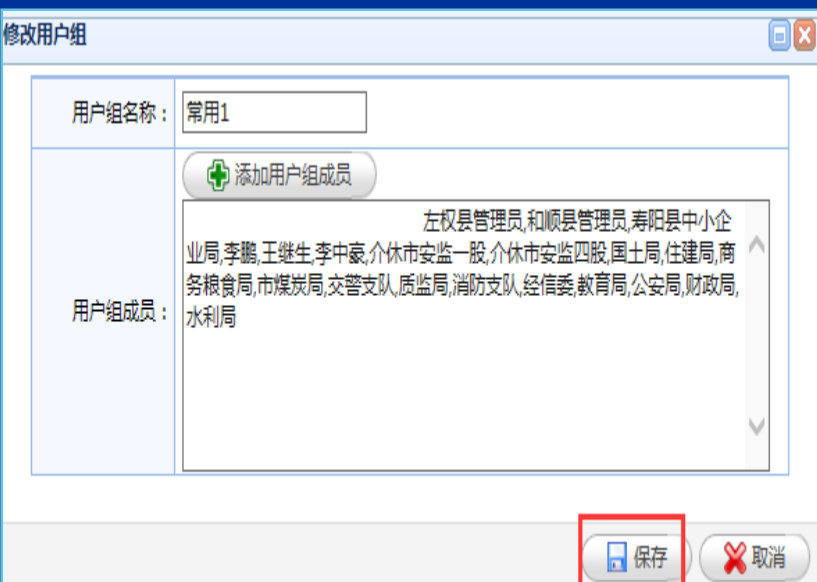 修改用户组
用户组名称：
常用1
添加用户组成员
用户组成员：
左权县管理员,和顺县管理员,寿阳县中小企
业局,李鹏,王继生,李中豪,介休市安监一股,介休市安监四股,国土局,住建局,商
务粮食局,市煤炭局,交警支队,质监局,消防支队,经信委,教育局,公安局,财政局,
水利局
保存
取消